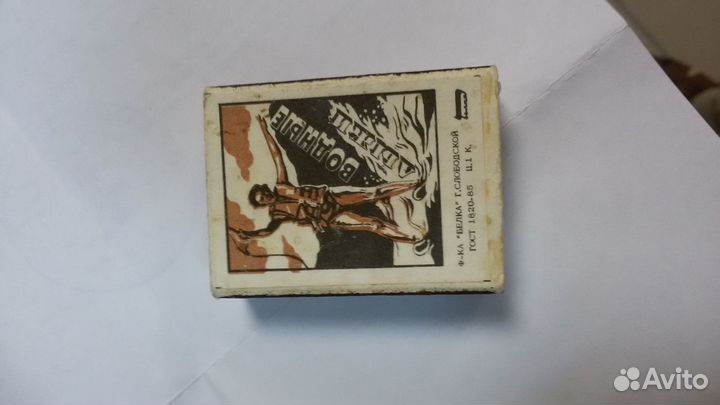 ВОДНЫЕ
ЛЫЖИ
Ф-КА "БЕЛКА" Г.СЛОБОДСКОЙ
ГОСТ 1820-85 Ц.1 К.
Avito